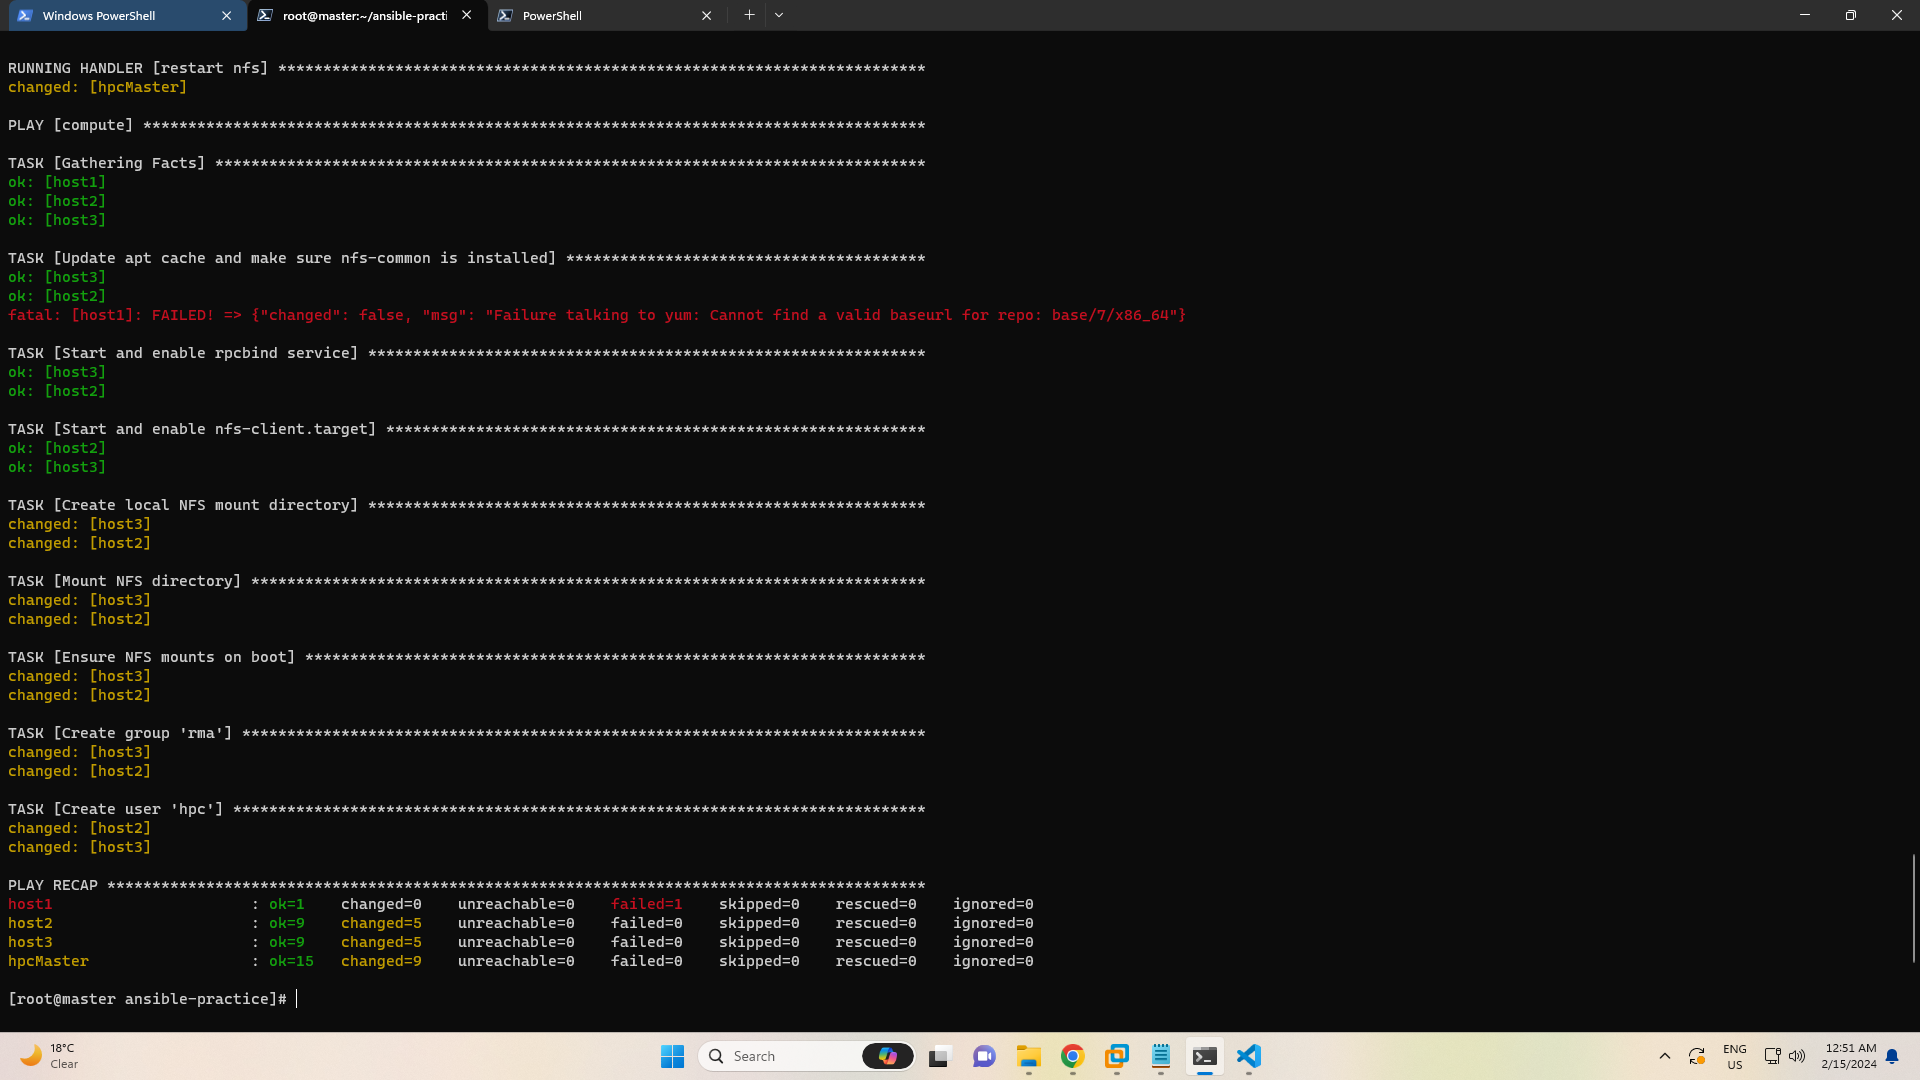 Windows PowerShell
root@master:~/ansible-practi
PowerShell
RUNNING HANDLER [restart nfs] ************************************************************************
changed: [hpcMaster]
PLAY [compute] ***************************************************************************************
TASK [Gathering Facts] *******************************************************************************
ok: [host1]
ok: [host2]
ok: [host3]
TASK [Update apt cache and make sure nfs-common is installed] ****************************************
ok: [host3]
ok: [host2]
fatal: [host1]: FAILED! => {"changed": false, "msg": "Failure talking to yum: Cannot find a valid baseurl for repo: base/7/x86_64"}
TASK [Start and enable rpcbind service] **************************************************************
ok: [host3]
ok: [host2]
TASK [Start and enable nfs-client.target] ************************************************************
ok: [host2]
ok: [host3]
TASK [Create local NFS mount directory] **************************************************************
changed: [host3]
changed: [host2]
TASK [Mount NFS directory] ***************************************************************************
changed: [host3]
changed: [host2]
TASK [Ensure NFS mounts on boot] *********************************************************************
changed: [host3]
changed: [host2]
TASK [Create group 'rma'] ****************************************************************************
changed: [host3]
changed: [host2]
TASK [Create user 'hpc'] *****************************************************************************
changed: [host2]
changed: [host3]
PLAY RECAP *******************************************************************************************
host1                      : ok=1    changed=0    unreachable=0    failed=1    skipped=0    rescued=0    ignored=0
host2                      : ok=9    changed=5    unreachable=0    failed=0    skipped=0    rescued=0    ignored=0
host3                      : ok=9    changed=5    unreachable=0    failed=0    skipped=0    rescued=0    ignored=0
hpcMaster                  : ok=15   changed=9    unreachable=0    failed=0    skipped=0    rescued=0    ignored=0
[root@master ansible-practice]#
18°C
Clear
Search
ENG
US
12:51 AM
2/15/2024